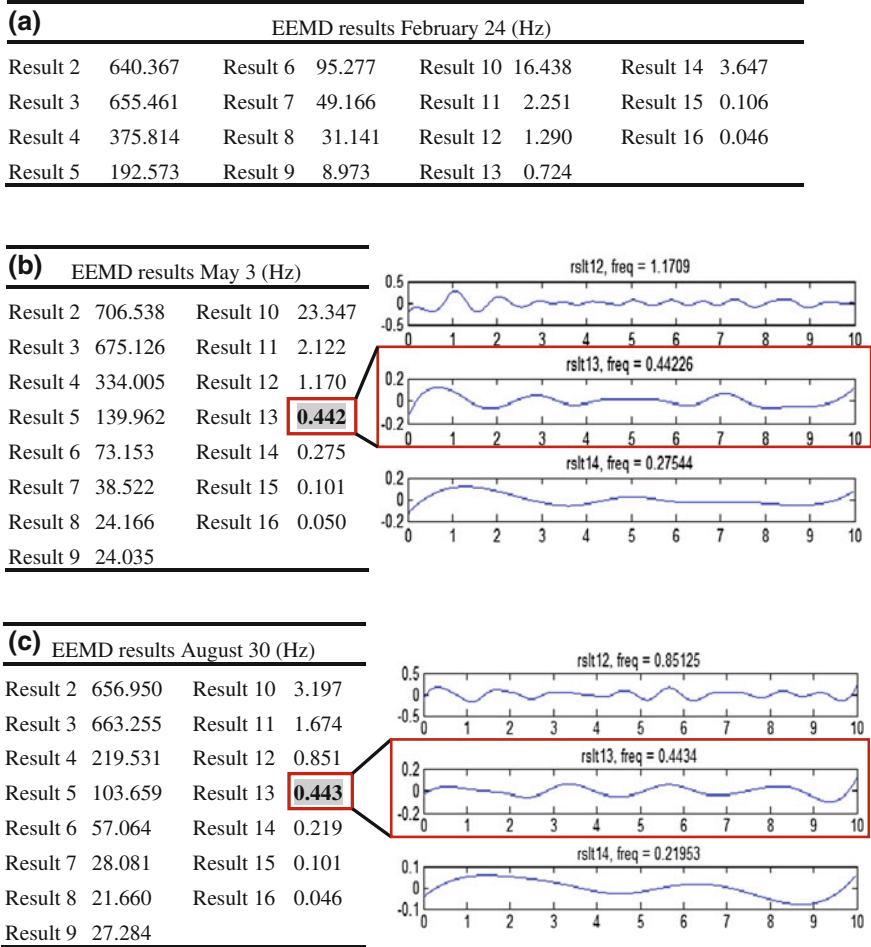 (a) EEMD results February 24 (Hz)
Result 2 640.367 Result 6 95.277 Result 10 16.438 Result 14 3.647
Result 3 655.461 Result 7 49.166 Result 11 2.251 Result 15 0.106
Result 4 375.814 Result 8 31.141 Result 12 1.290 Result 16 0.046
Result 5 192.573 Result 9 8.973 Result 13 0.724
(b) EEMD results May 3 (Hz)
Result 2 706.538 Result 10 23.347
Result 3 675.126 Result 11 2.122
Result 4 334.005 Result 12 1.170
Result 5 139.962 Result 13 0.442
Result 6 73.153 Result 14 0.275
Result 7 38.522 Result 15 0.101
Result 8 24.166 Result 16 0.050
Result 9 24.035
rslt12, freq = 1.1709
0.5
0
-0.5
0 1 2 3 4 5 6 7 8 9 10
rslt13, freq = 0.44226
0.2
0
-0.2
0 1 2 3 4 5 6 7 8 9 10
rslt14, freq = 0.27544
0.2
0
-0.2
0 1 2 3 4 5 6 7 8 9 10
(c) EEMD results August 30 (Hz)
Result 2 656.950 Result 10 3.197
Result 3 663.255 Result 11 1.674
Result 4 219.531 Result 12 0.851
Result 5 103.659 Result 13 0.443
Result 6 57.064 Result 14 0.219
Result 7 28.081 Result 15 0.101
Result 8 21.660 Result 16 0.046
Result 9 27.284
rslt12, freq = 0.85125
0.5
0
-0.5
0 1 2 3 4 5 6 7 8 9 10
rslt13, freq = 0.4434
0.2
0
-0.2
0 1 2 3 4 5 6 7 8 9 10
rslt14, freq = 0.21953
0.1
0
-0.1
0 1 2 3 4 5 6 7 8 9 10